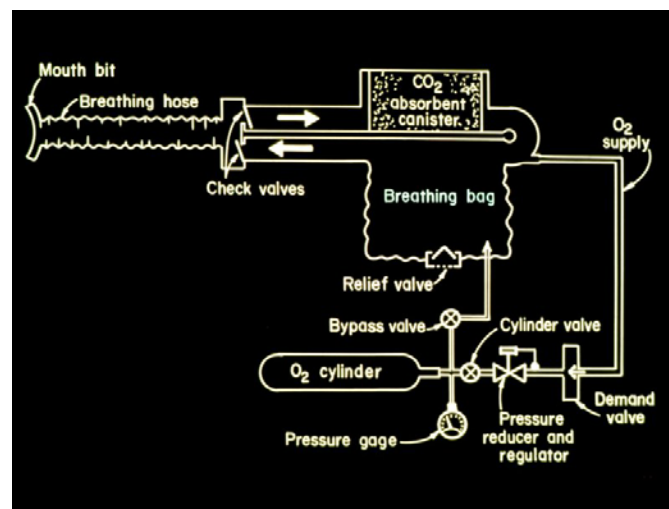 Mouth bit
Breathing hose
CO2
absorbent
canister
O2
supply
Check valves
Breathing bag
Relief valve
Bypass valve
Cylinder valve
O2 cylinder
Demand
valve
Pressure gage
Pressure
reducer and
regulator